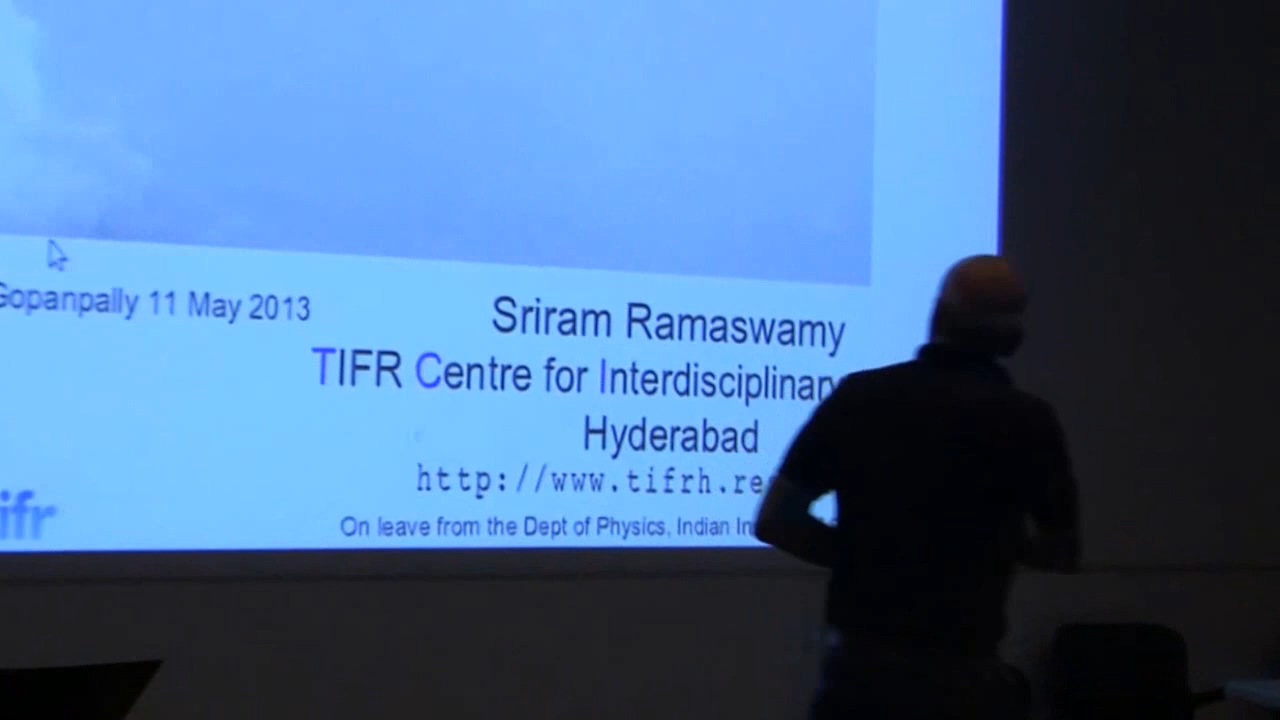 Gopanpally 11 May 2013
Sriram Ramaswamy
TIFR Centre for Interdisciplinary
Hyderabad
http://www.tifrh.re
ifr
On leave from the Dept of Physics, Indian In